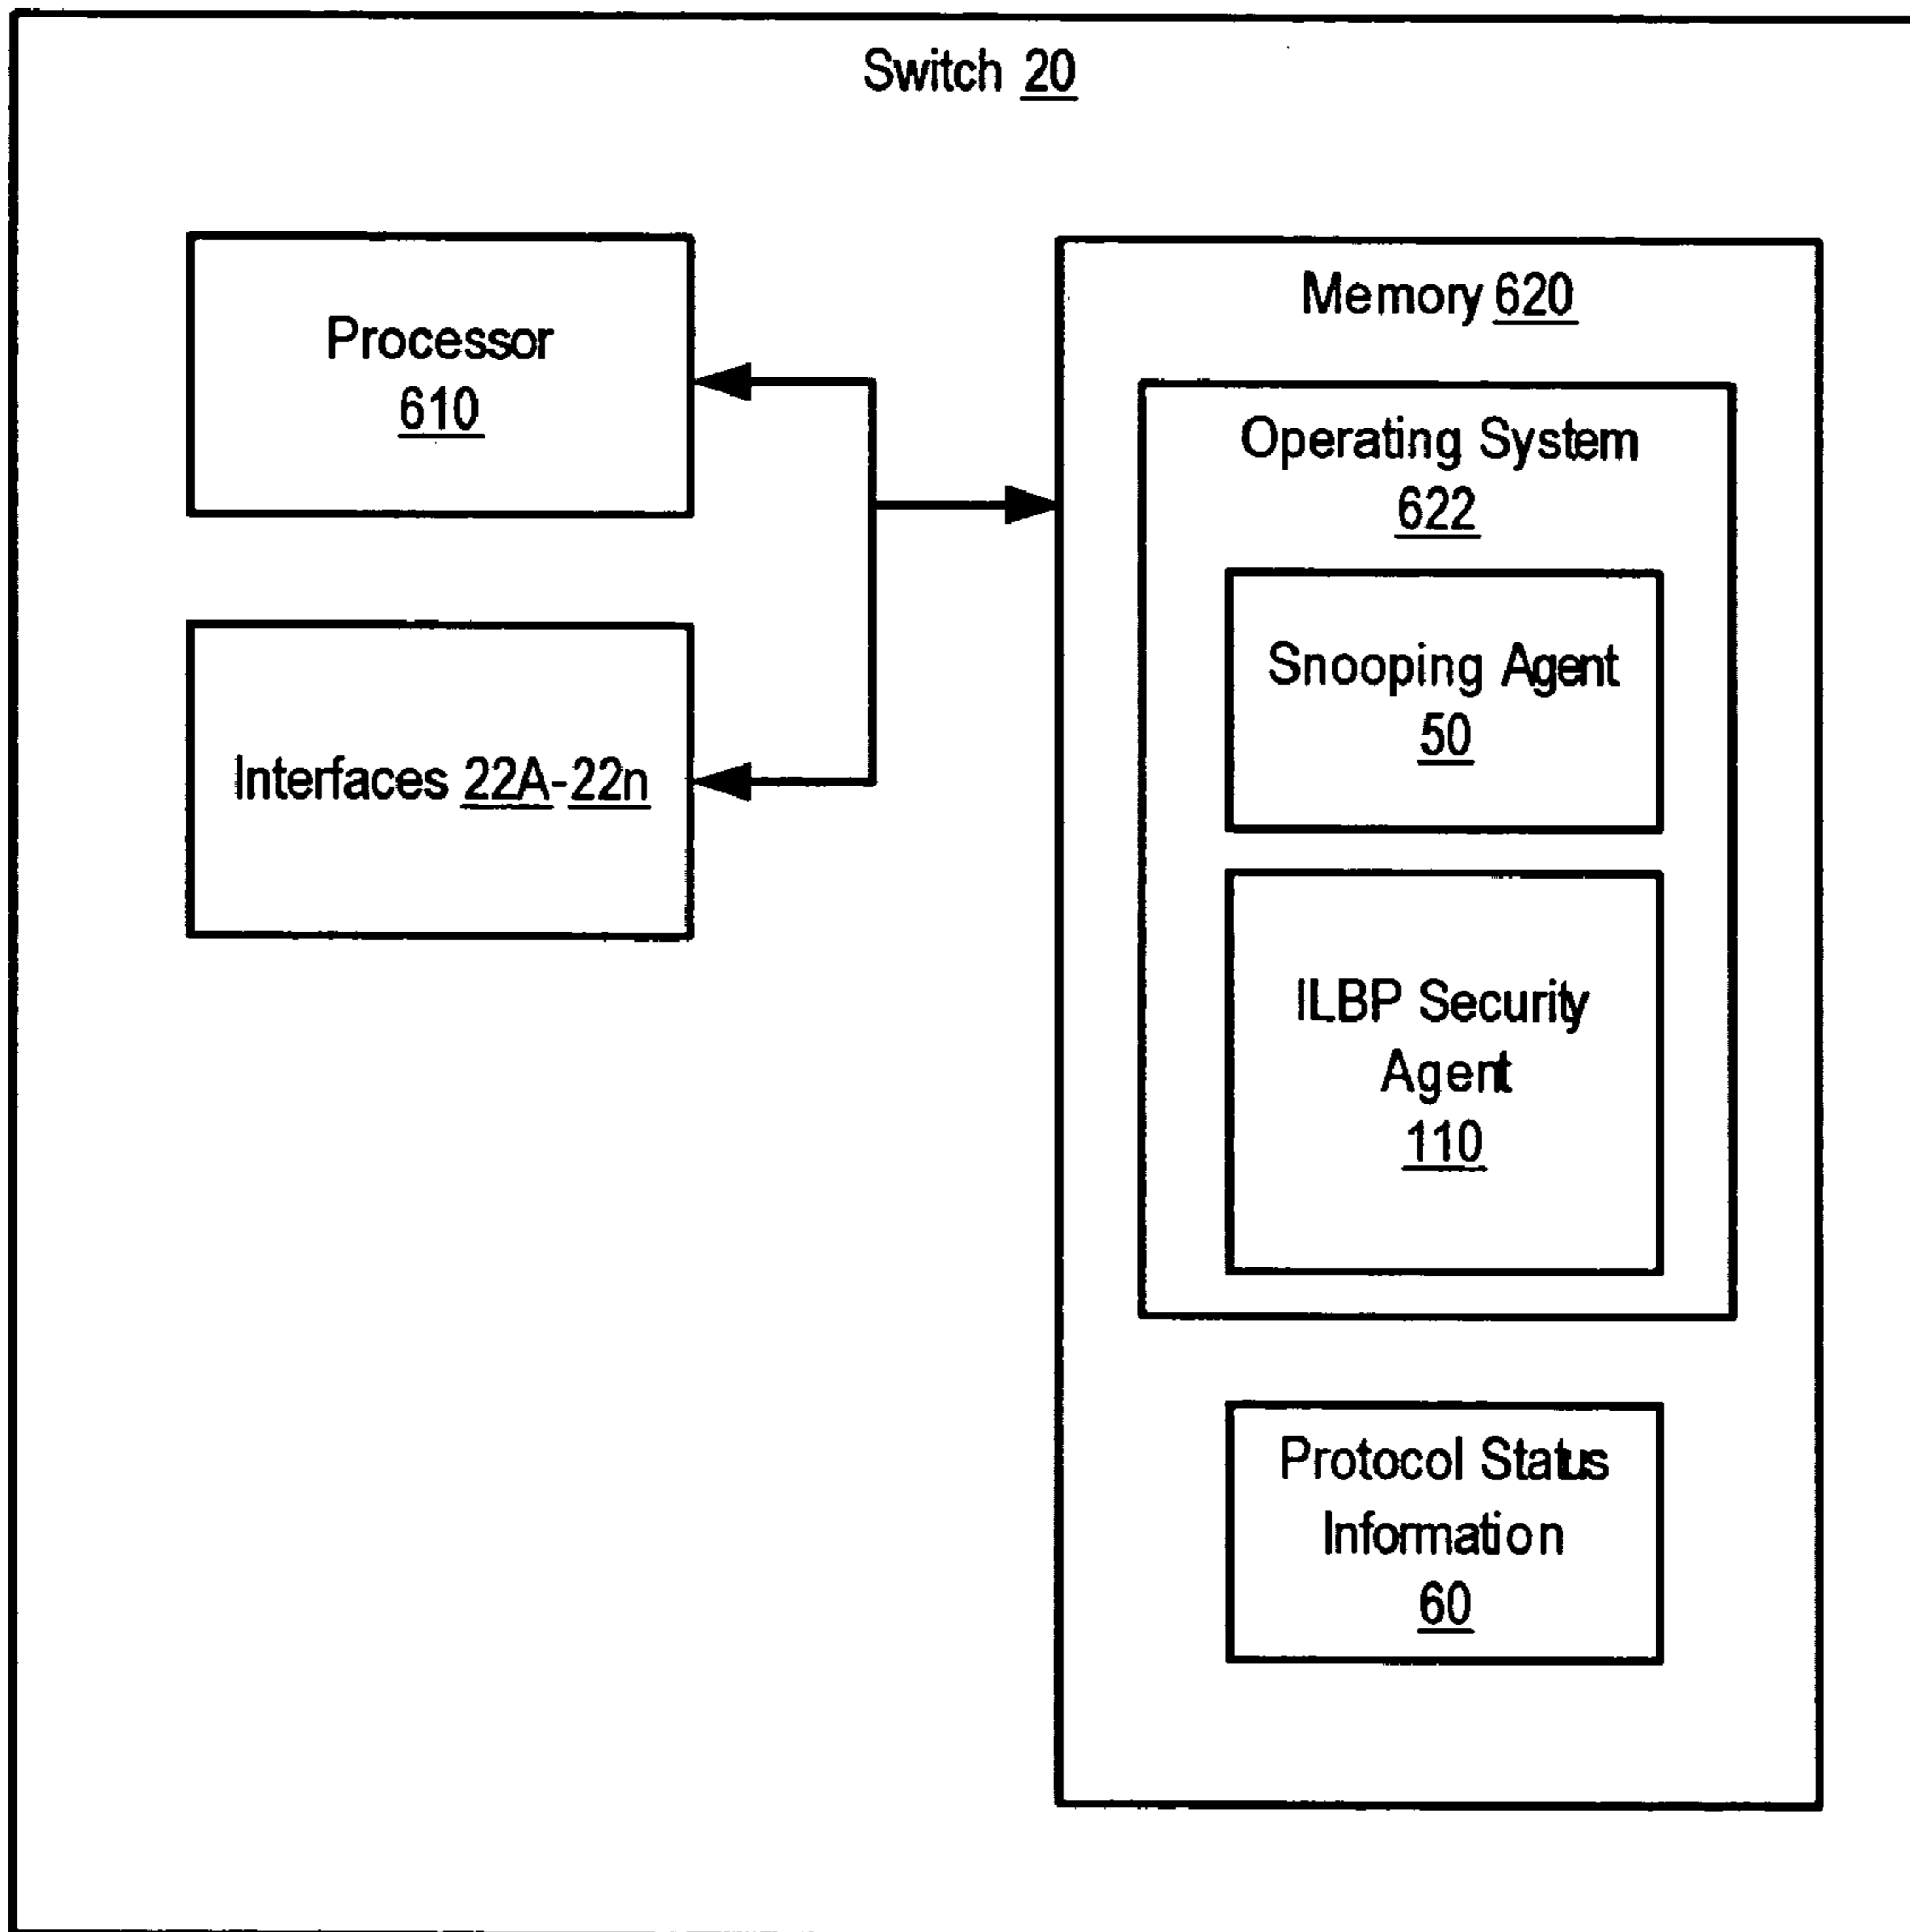 Switch 20
Processor
610
Interfaces 22A-22n
Memory 620
Operating System
622
Snooping Agent
50
ILBP Security
Agent
110
Protocol Status
Information
60